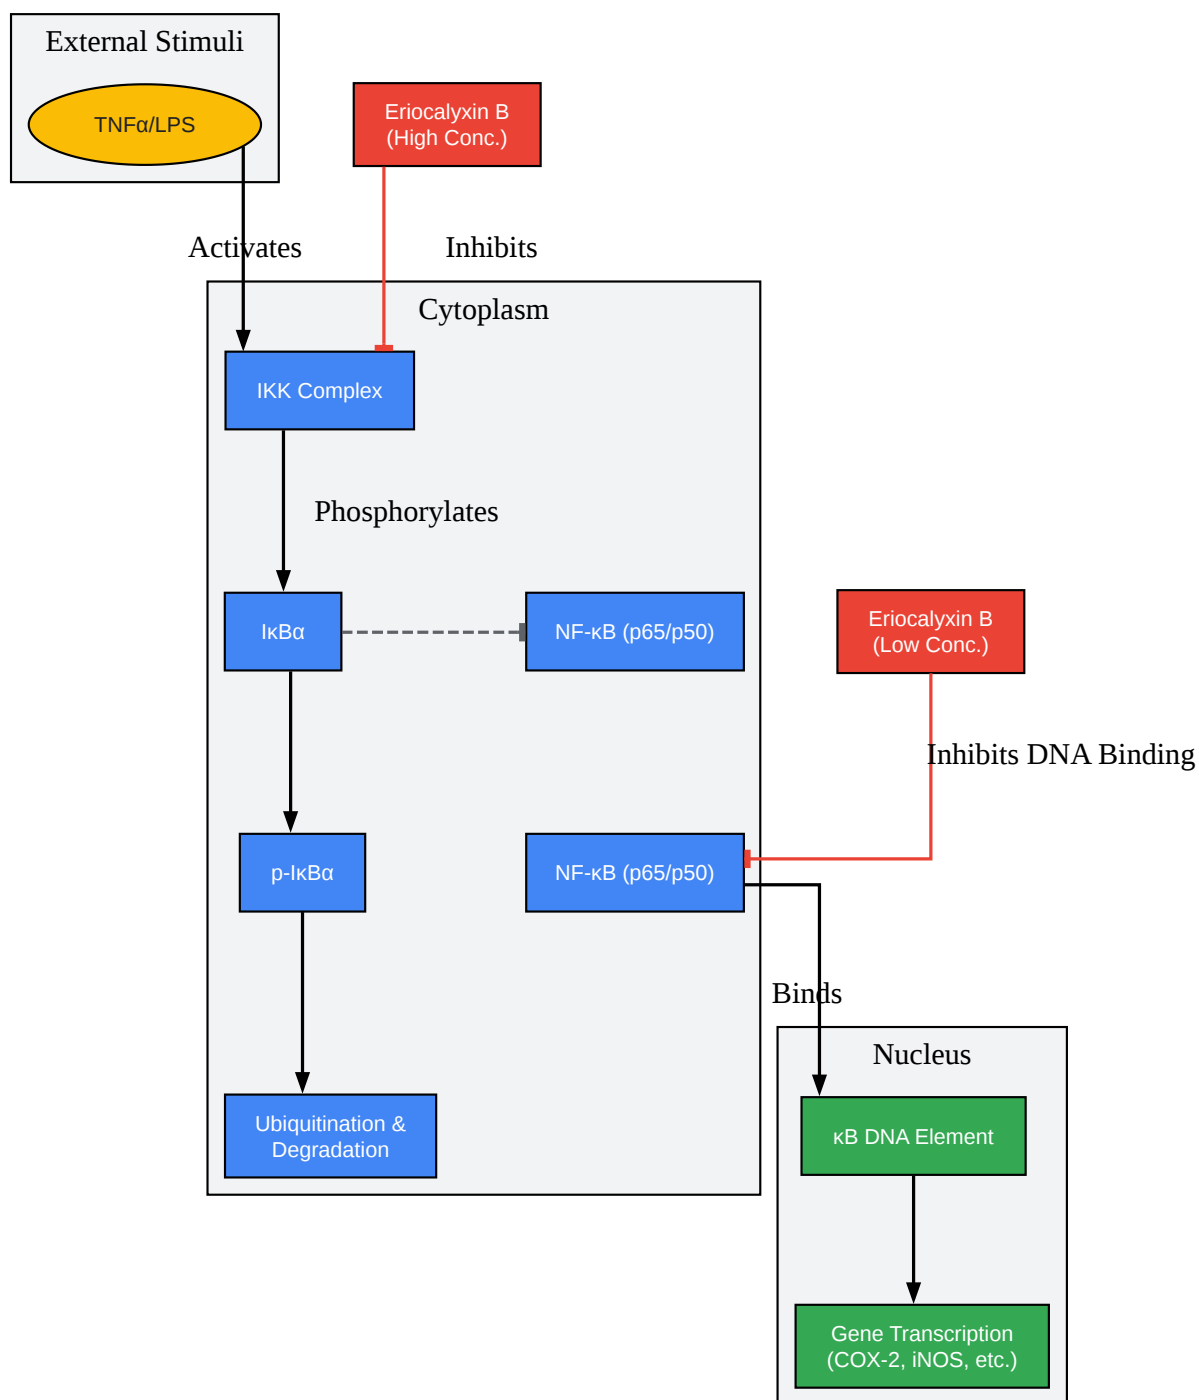 External Stimuli
TNFα/LPS
Eriocalyxin B
(High Conc.)
Activates
Inhibits
Cytoplasm
IKK Complex
Phosphorylates
IκBα
NF-κB (p65/p50)
Eriocalyxin B
(Low Conc.)
Inhibits DNA Binding
p-IκBα
NF-κB (p65/p50)
Binds
Nucleus
Ubiquitination &
Degradation
κB DNA Element
Gene Transcription
(COX-2, iNOS, etc.)